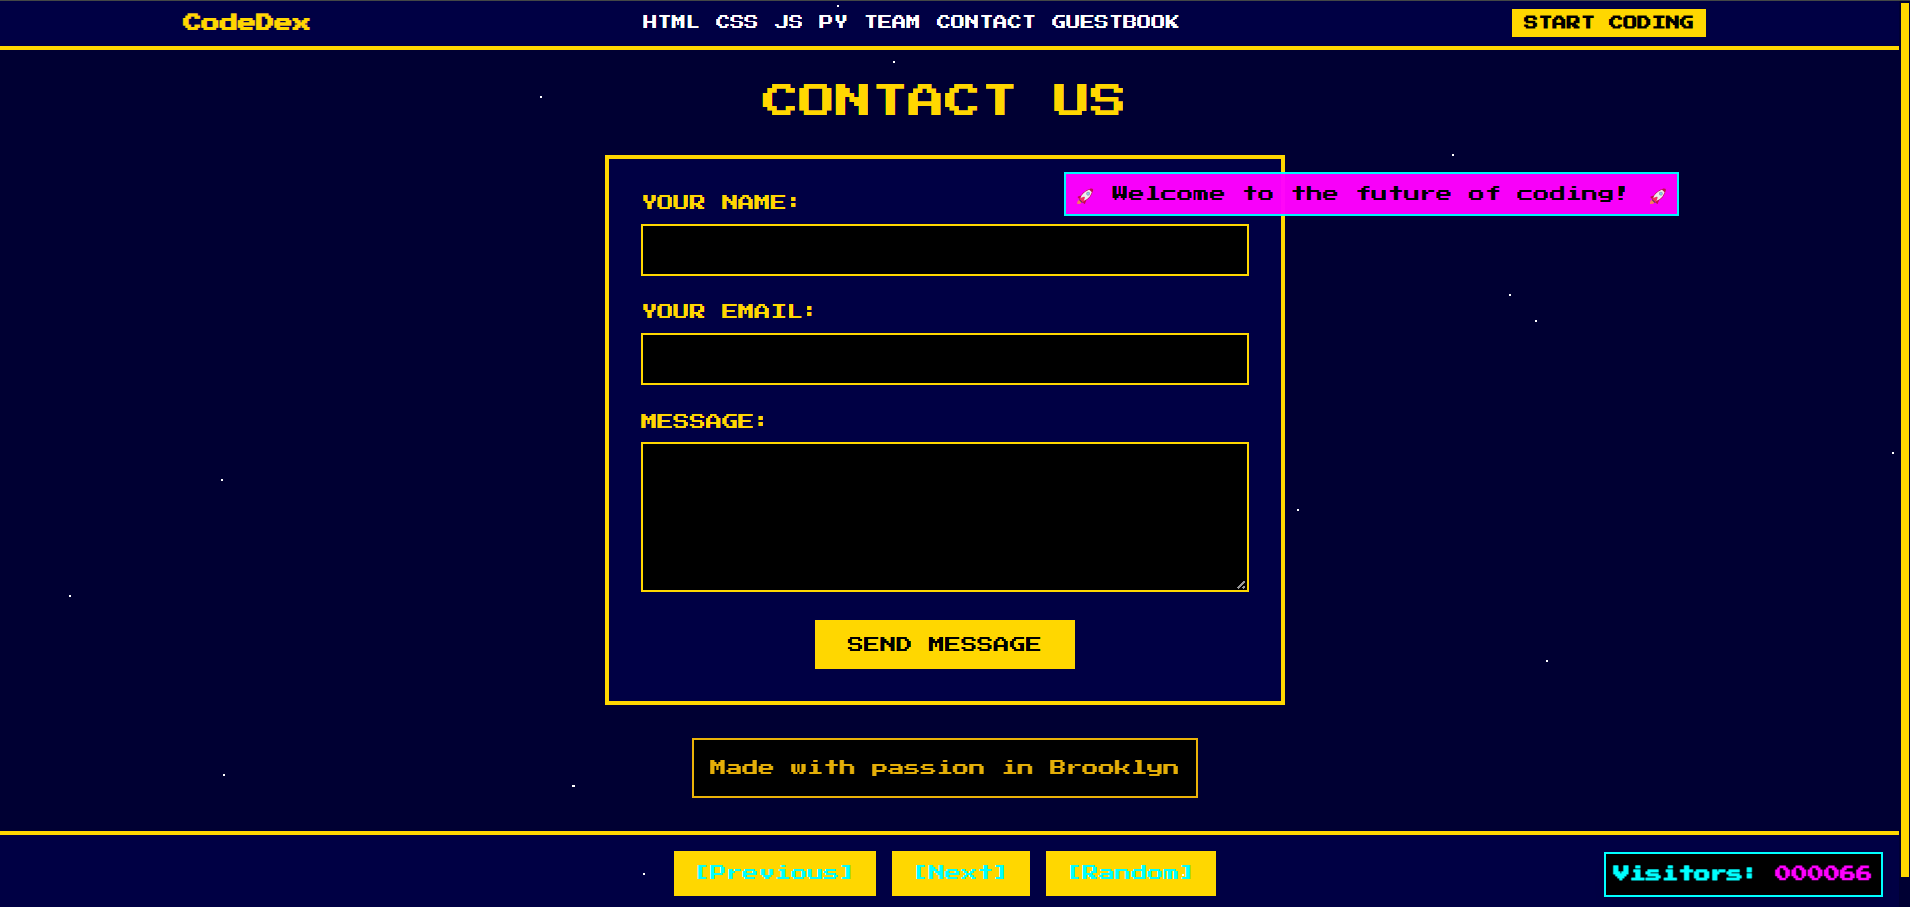 CodeDex
HTML CSS JS PY TEAM CONTACT GUESTBOOK
START CODING
CONTACT US
🚀 Welcome to the future of coding! 🚀
YOUR NAME:
YOUR EMAIL:
MESSAGE:
SEND MESSAGE
Made with passion in Brooklyn
[Previous]
[Next]
[Random]
Visitors: 000066